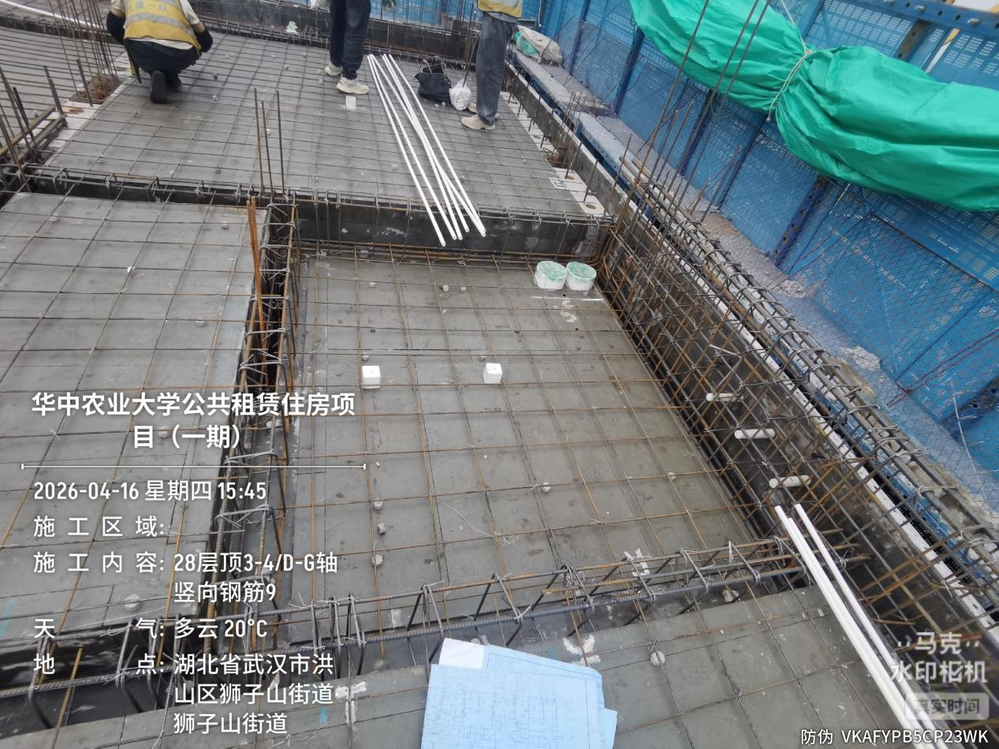 华中农业大学公共租赁住房项
目（一期）
2026-04-16 星期四 15:45
施工区域:
施工内容: 28层顶3-4/D-G轴
竖向钢筋9
天气: 多云 20°C
地点: 湖北省武汉市洪
山区狮子山街道
狮子山街道
马克
水印相机
真实时间
防伪 VKAFYPB5CP23WK